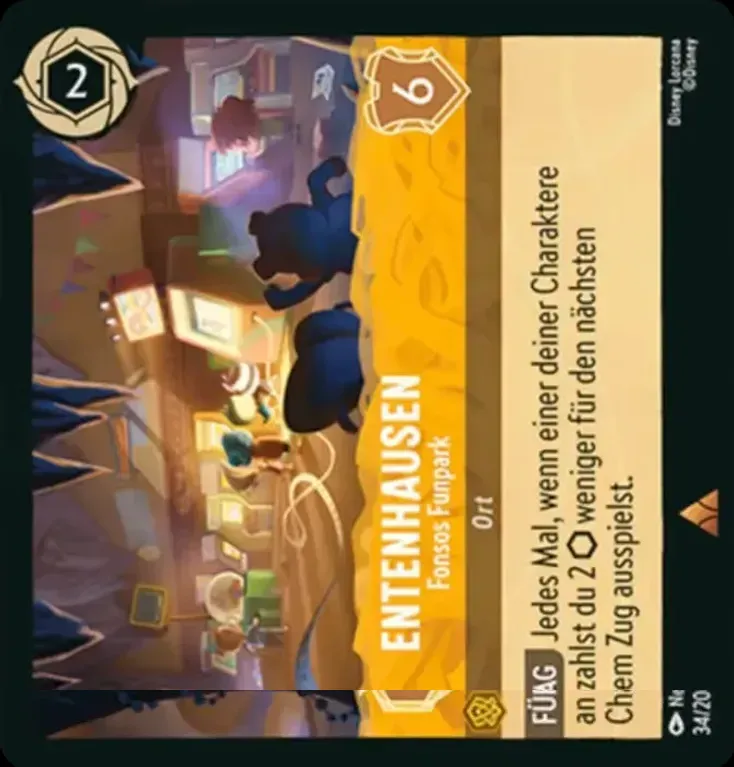 2
6
ENTENHAUSEN
Fonsos Funpark
Ort
FÜAG Jedes Mal, wenn einer deiner Charaktere
an zahlst du 2 weniger für den nächsten
Chem Zug ausspielst.
Ne
34/20
Disney Lorcana
©Disney